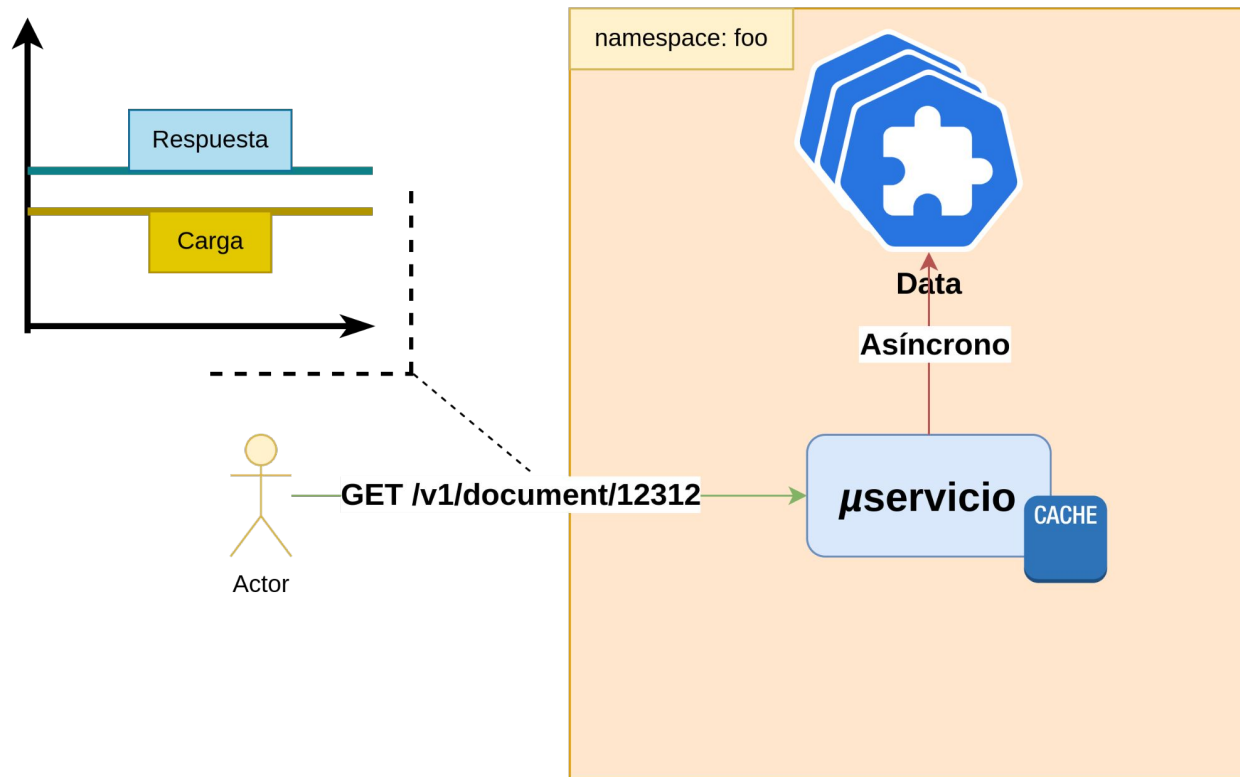 namespace: foo
Respuesta
Carga
Data
Asíncrono
GET /v1/document/12312
µservicio
CACHE
Actor